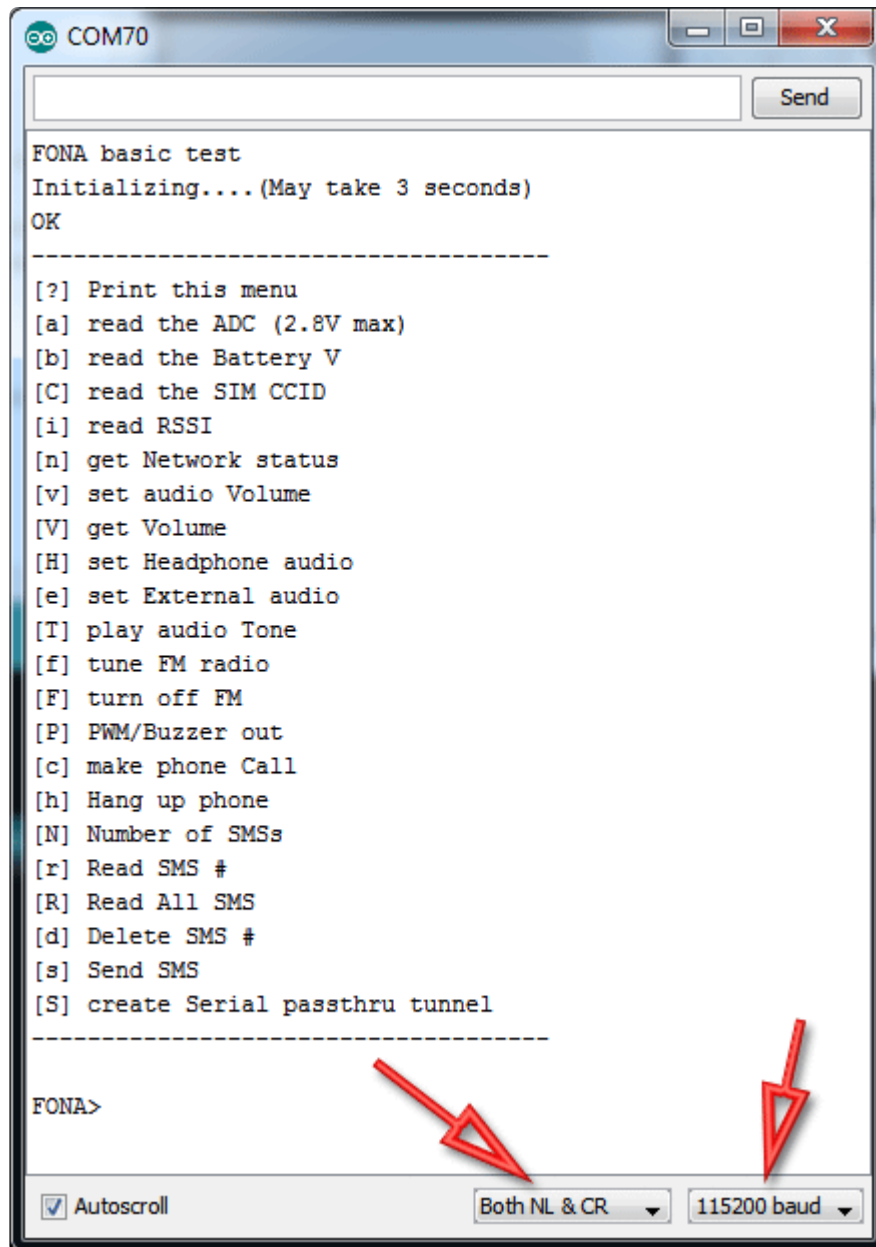 COM70
Send
FONA basic test
Initializing....(May take 3 seconds)
OK
--------------------------------------
[?] Print this menu
[a] read the ADC (2.8V max)
[b] read the Battery V
[C] read the SIM CCID
[i] read RSSI
[n] get Network status
[v] set audio Volume
[V] get Volume
[H] set Headphone audio
[e] set External audio
[T] play audio Tone
[f] tune FM radio
[F] turn off FM
[P] PWM/Buzzer out
[c] make phone Call
[h] Hang up phone
[N] Number of SMSs
[r] Read SMS #
[R] Read All SMS
[d] Delete SMS #
[s] Send SMS
[S] create Serial passthru tunnel
--------------------------------------
FONA>
Autoscroll Both NL & CR 115200 baud